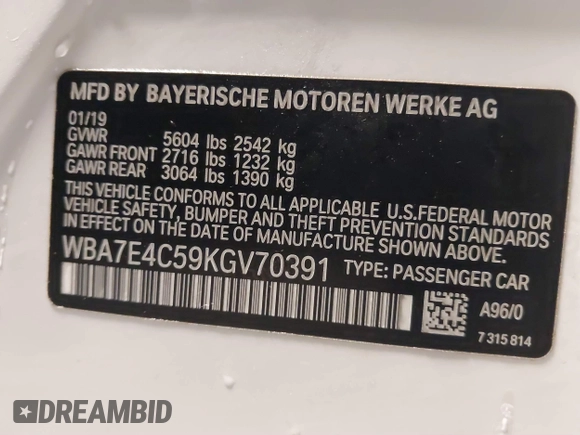 MFD BY BAYERISCHE MOTOREN WERKE AG
01/19
GVWR 5604 lbs 2542 kg
GAWR FRONT 2716 lbs 1232 kg
GAWR REAR 3064 lbs 1390 kg
THIS VEHICLE CONFORMS TO ALL APPLICABLE U.S.FEDERAL MOTOR
VEHICLE SAFETY, BUMPER AND THEFT PREVENTION STANDARDS
IN EFFECT ON THE DATE OF MANUFACTURE SHOWN ABOVE.
WBA7E4C59KGV70391 TYPE: PASSENGER CAR
A96/0
7 315 814
DREAMBID